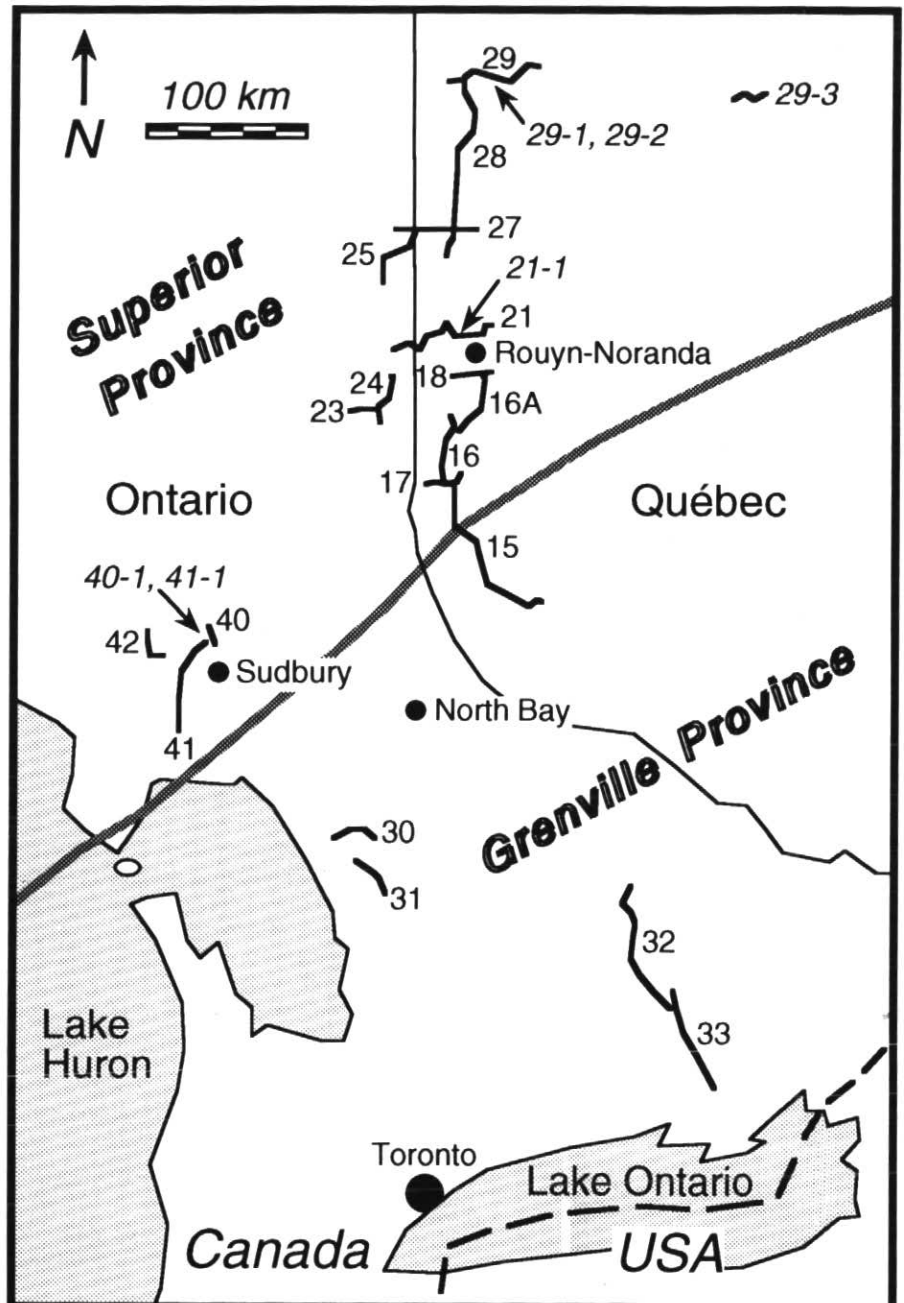 29
100 km
29-3
N
29-1, 29-2
28
27
25
21-1
Superior
Province
21
Rouyn-Noranda
24
18
23
16A
16
17
Ontario
Québec
15
40-1, 41-1
40
42
Sudbury
North Bay
41
Grenville Province
30
31
32
33
Lake
Huron
Toronto
Lake Ontario
Canada
USA